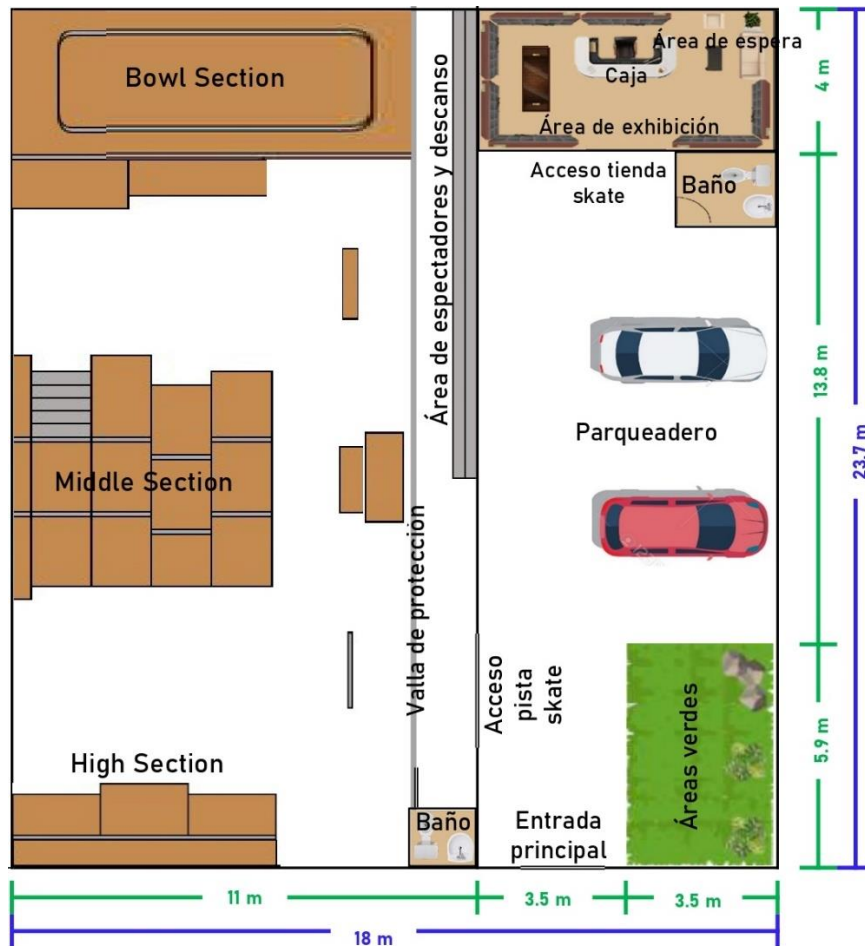 Bowl Section
Área de espera
Caja
Área de exhibición
4 m
Acceso tienda
skate
Baño
Área de espectadores y descanso
13.8 m
23.7 m
Parqueadero
Middle Section
Valla de protección
Acceso
pista
skate
Áreas verdes
5.9 m
High Section
Baño
Entrada
principal
11 m
3.5 m
3.5 m
18 m